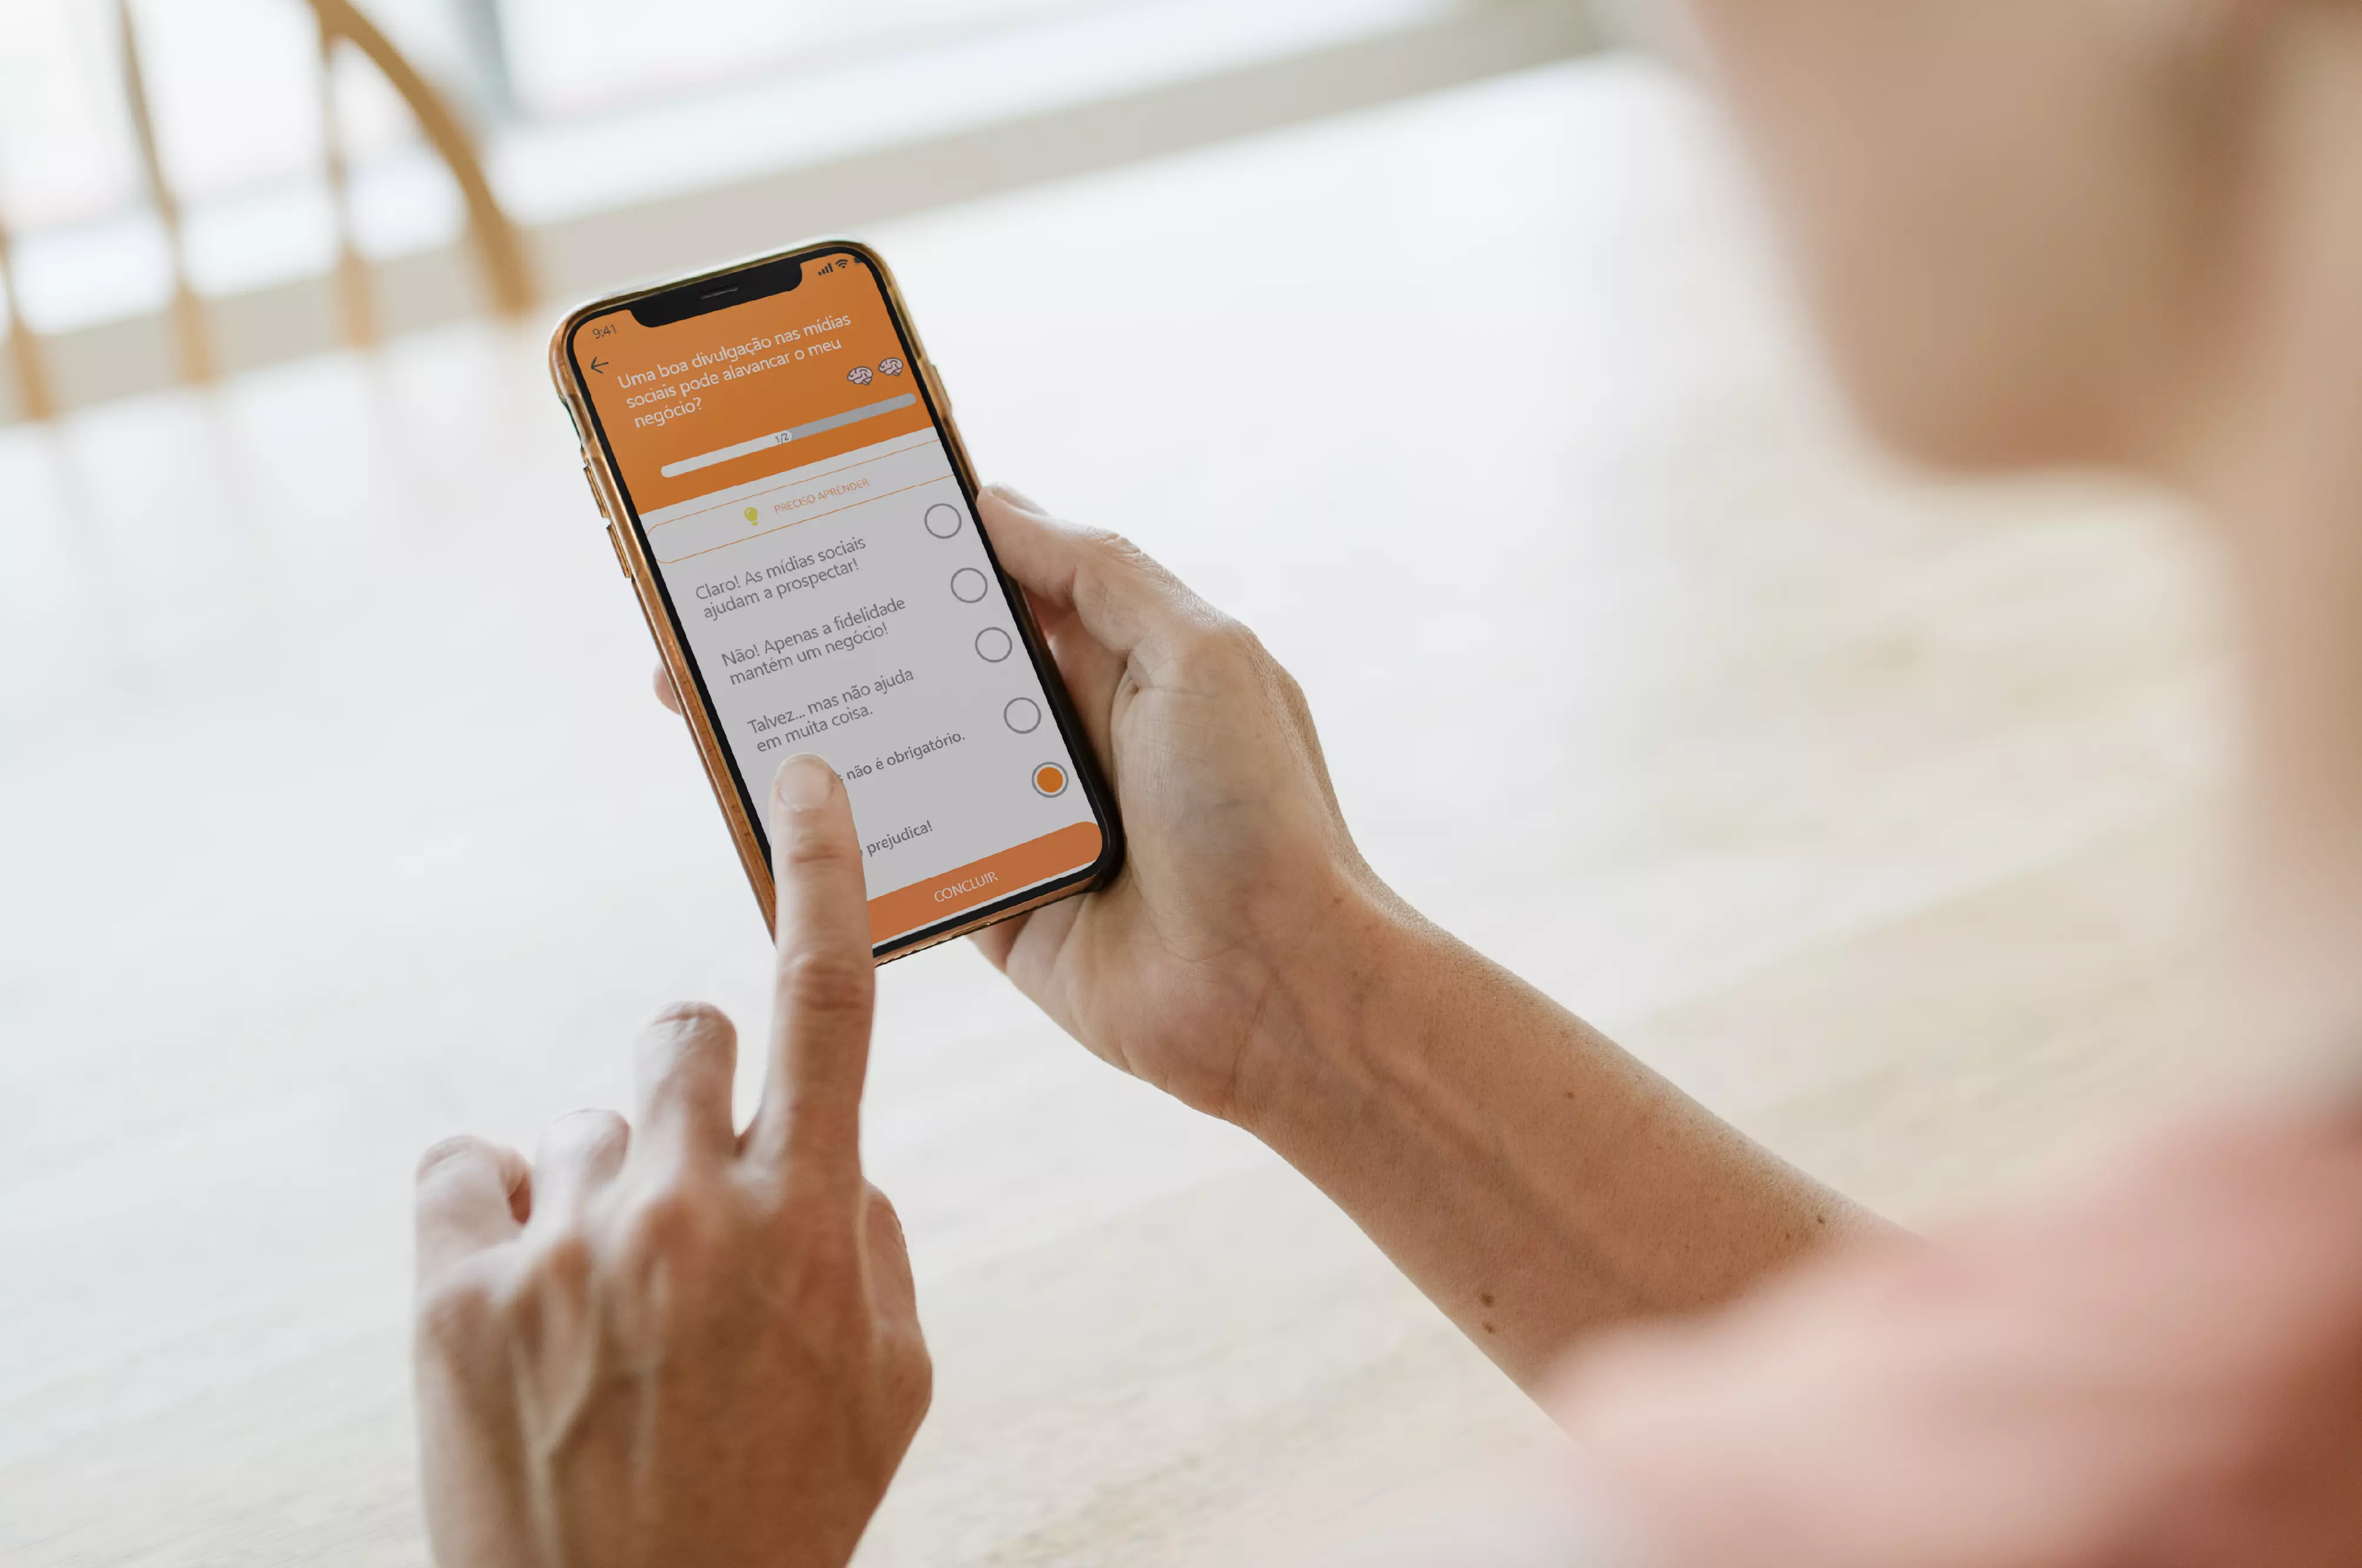 9:41
Uma boa divulgação nas mídias
sociais pode alavancar o meu
negócio?
1/2
PRECISO APRENDER
Claro! As mídias sociais
ajudam a prospectar!
Não! Apenas a fidelidade
mantém um negócio!
Talvez... mas não ajuda
em muita coisa.
não é obrigatório.
prejudica!
CONCLUIR